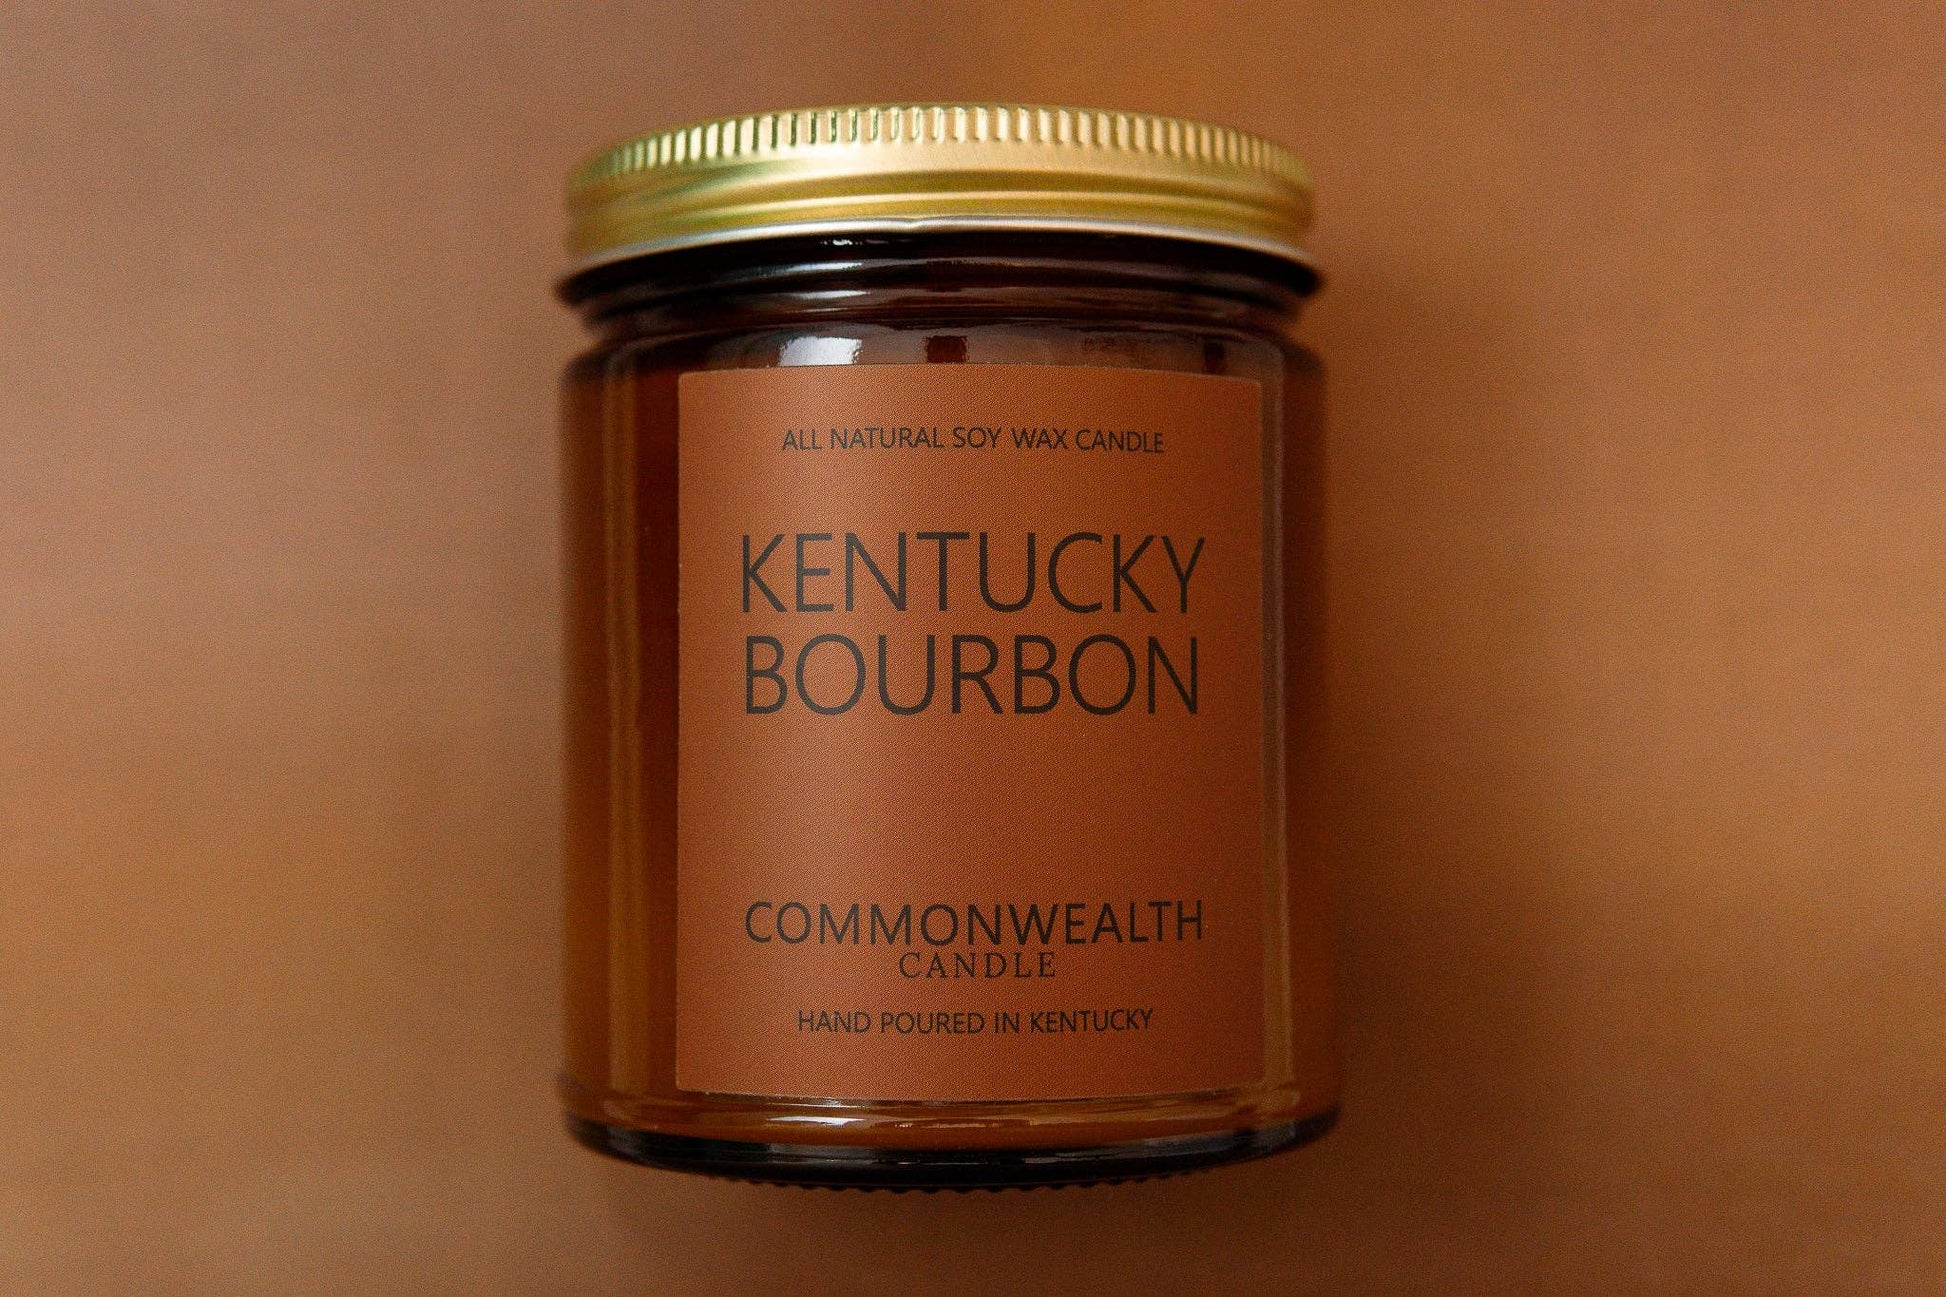 ALL NATURAL SOY WAX CANDLE
KENTUCKY
BOURBON
COMMONWEALTH
CANDLE
HAND POURED IN KENTUCKY